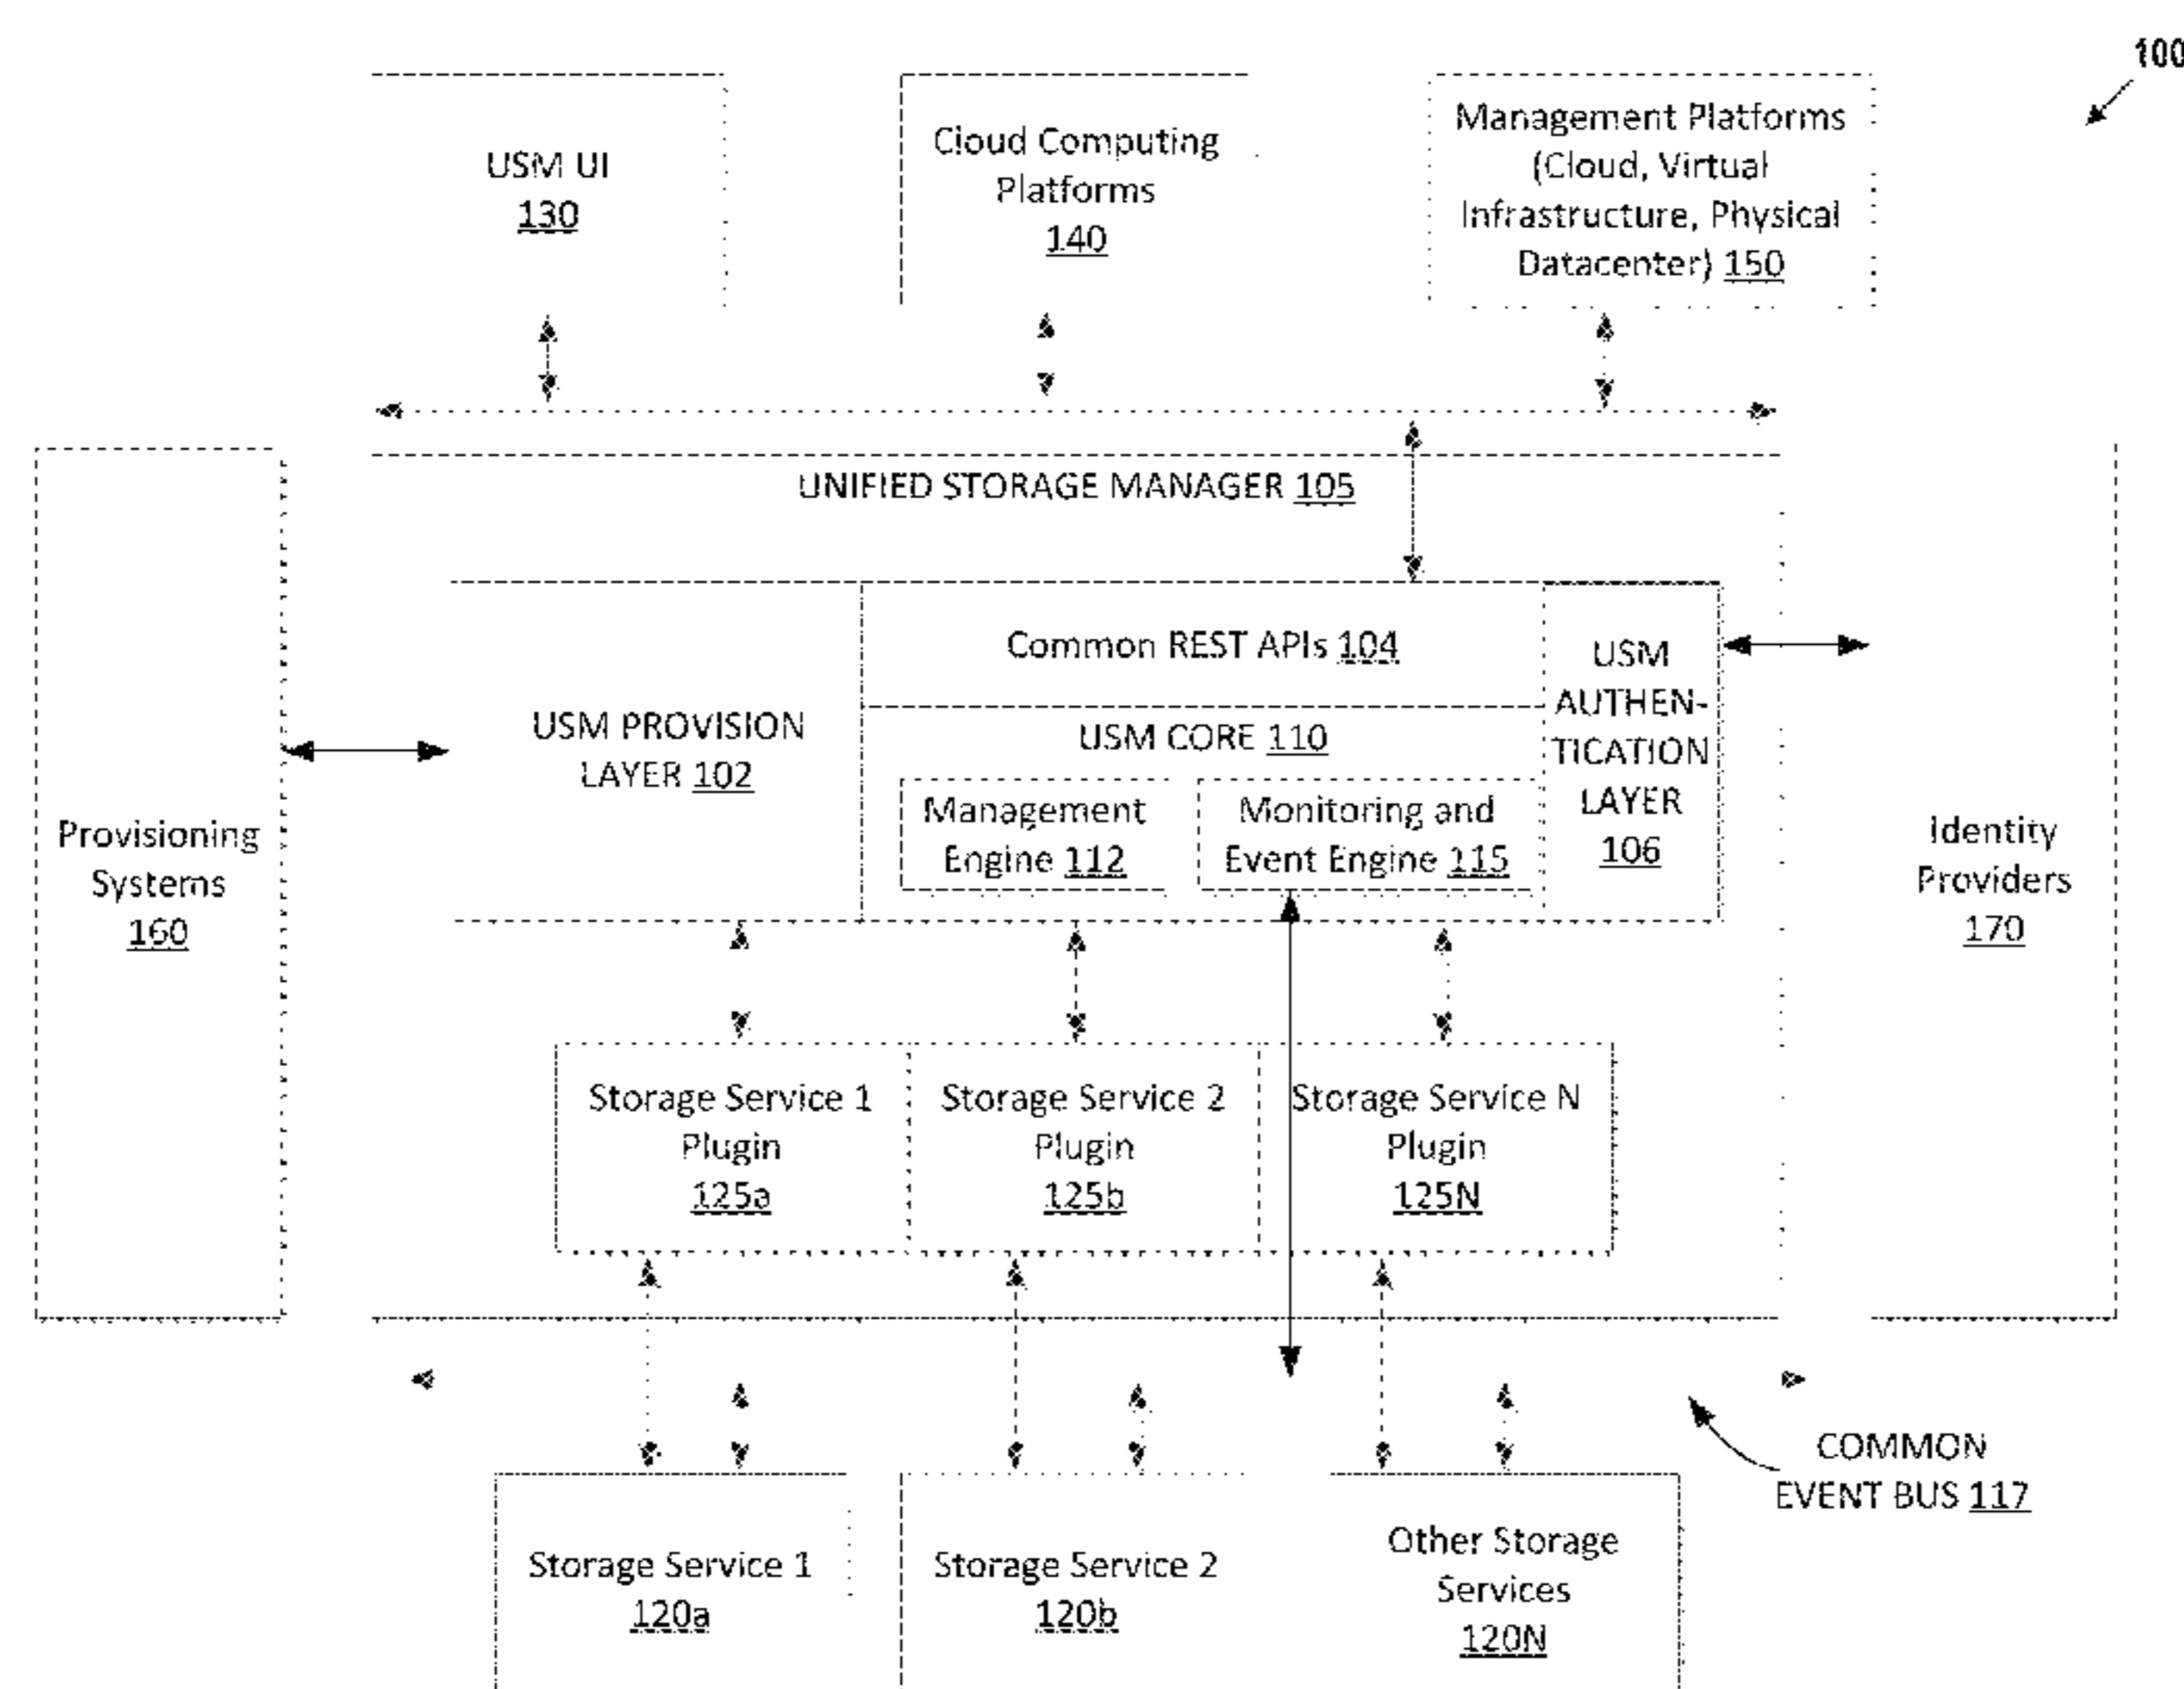 100
USM UI
130
Cloud Computing
Platforms
140
Management Platforms
(Cloud, Virtual
Infrastructure, Physical
Datacenter) 150
UNIFIED STORAGE MANAGER 105
Provisioning
Systems
160
USM PROVISION
LAYER 102
Common REST APIs 104
USM CORE 110
Management
Engine 112
Monitoring and
Event Engine 115
USM
AUTHEN-
TICATION
LAYER
106
Identity
Providers
170
Storage Service 1
Plugin
125a
Storage Service 2
Plugin
125b
Storage Service N
Plugin
125N
COMMON
EVENT BUS 117
Storage Service 1
120a
Storage Service 2
120b
Other Storage
Services
120N